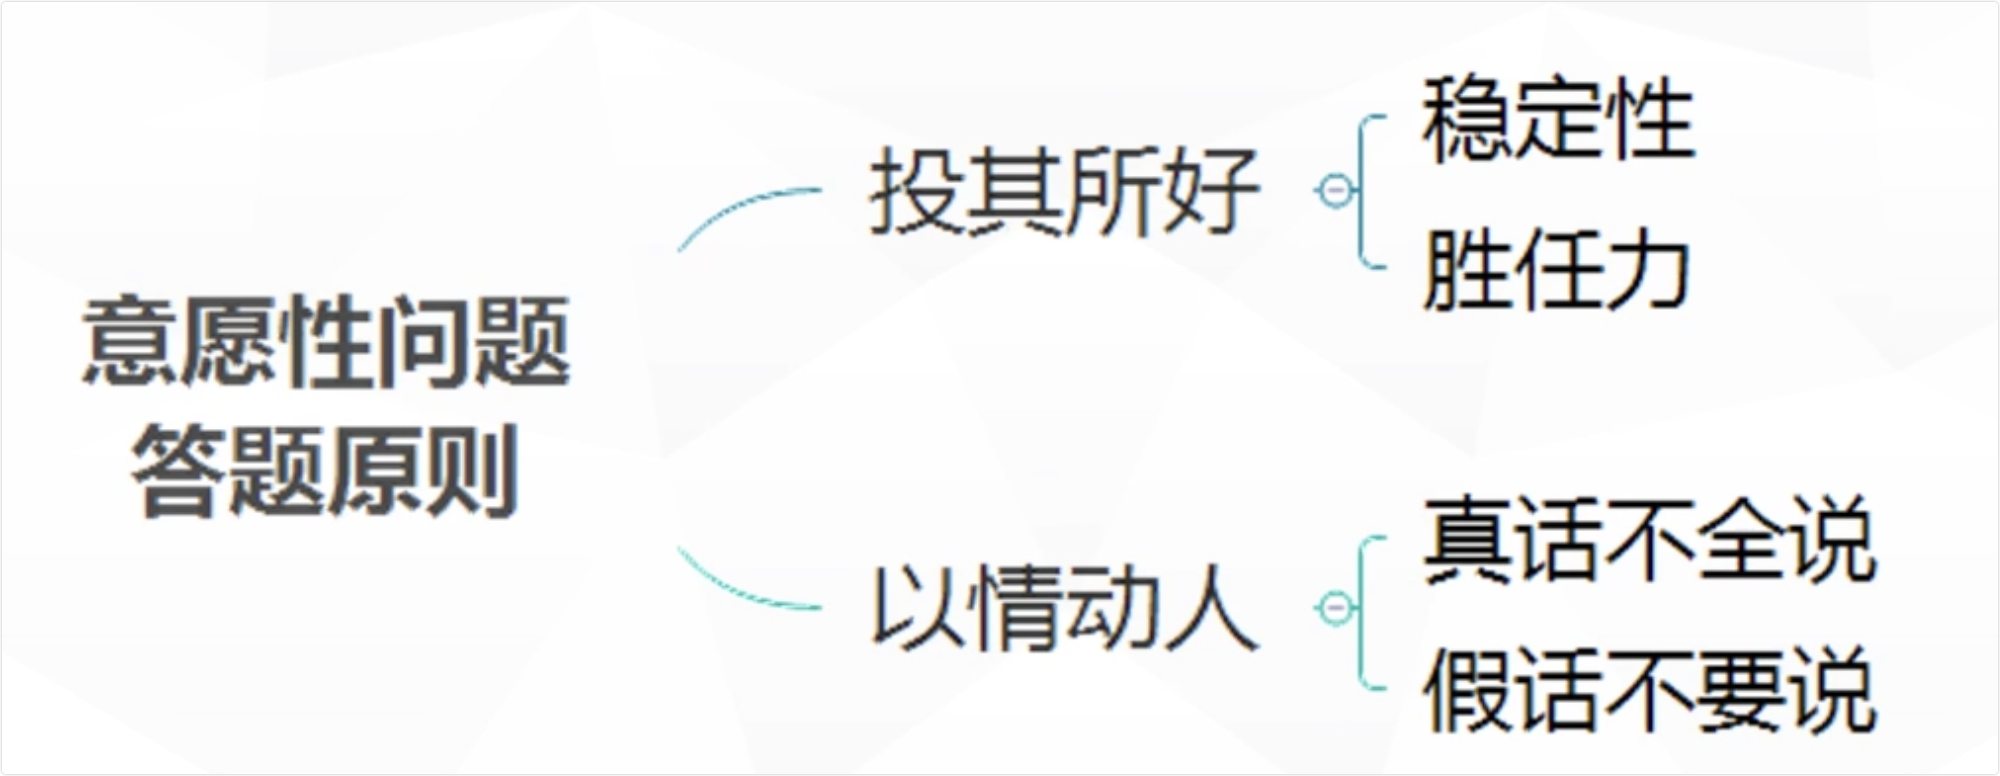 意愿性问题
答题原则
投其所好
稳定性
胜任力
以情动人
真话不全说
假话不要说